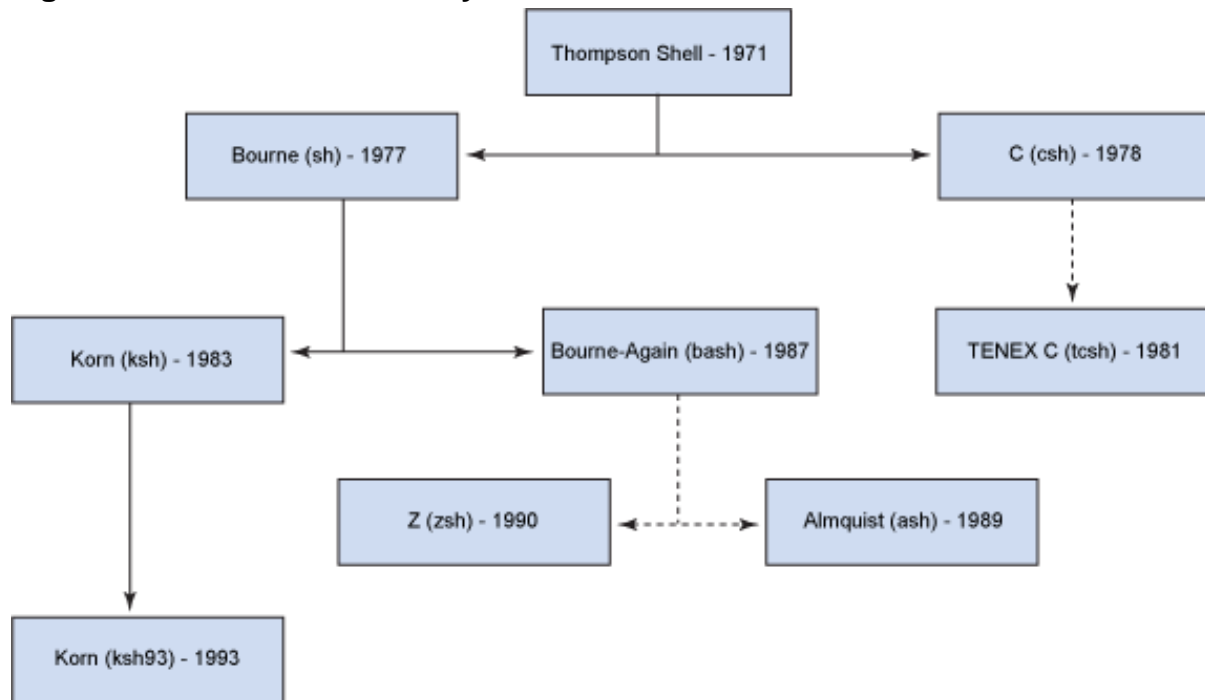 Thompson Shell - 1971
Bourne (sh) - 1977
C (csh) - 1978
Korn (ksh) - 1983
Bourne-Again (bash) - 1987
TENEX C (tcsh) - 1981
Z (zsh) - 1990
Almquist (ash) - 1989
Korn (ksh93) - 1993